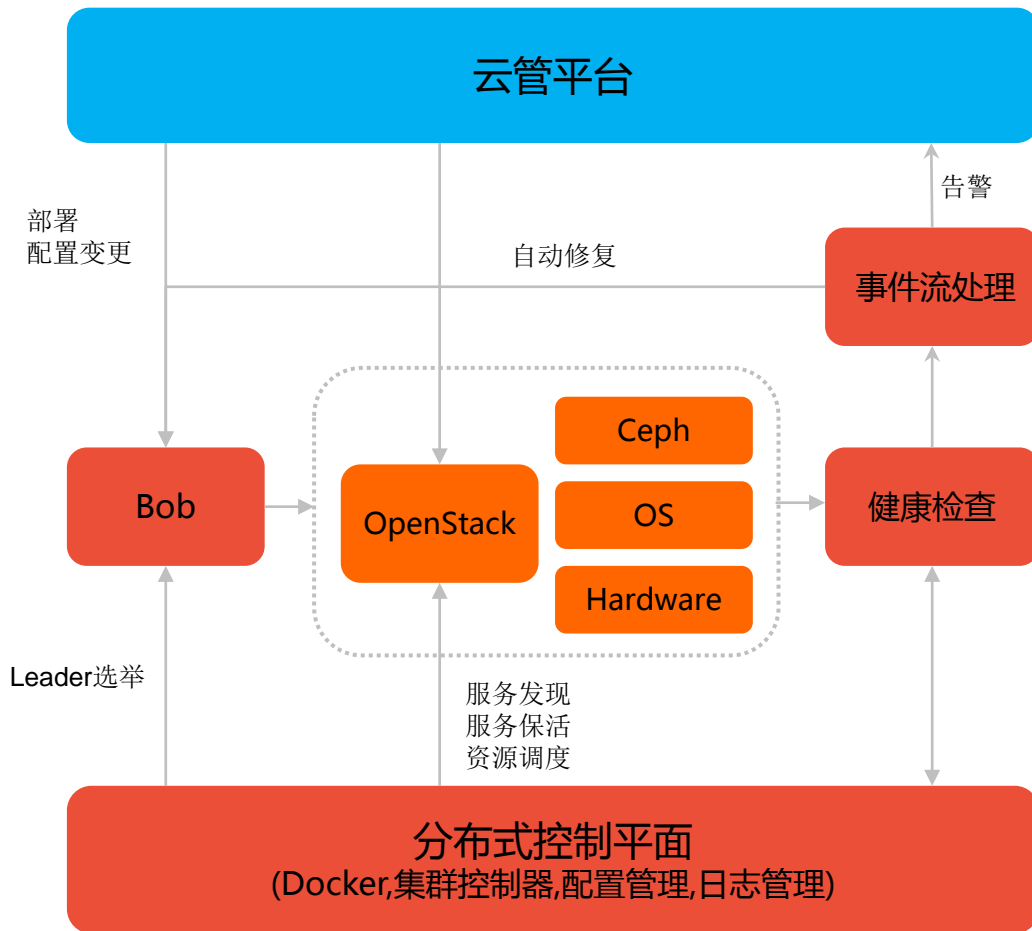 云管平台
告警
部署
配置变更
自动修复
事件流处理
Ceph
Bob
OpenStack
OS
健康检查
Hardware
Leader选举
服务发现
服务保活
资源调度
分布式控制平面
(Docker,集群控制器,配置管理,日志管理)